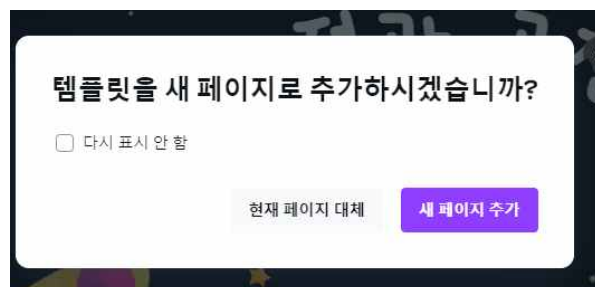 템플릿을 새 페이지로 추가하시겠습니까?
다시 표시 안 함
현재 페이지 대체
새 페이지 추가